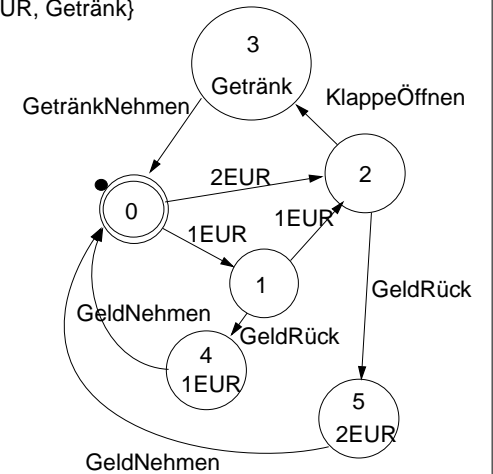 UR, Getränk}
3
Getränk
GetränkNehmen
KlappeÖffnen
2EUR
2
0
1EUR
1EUR
1
GeldRück
GeldNehmen
GeldRück
4
1EUR
5
2EUR
GeldNehmen